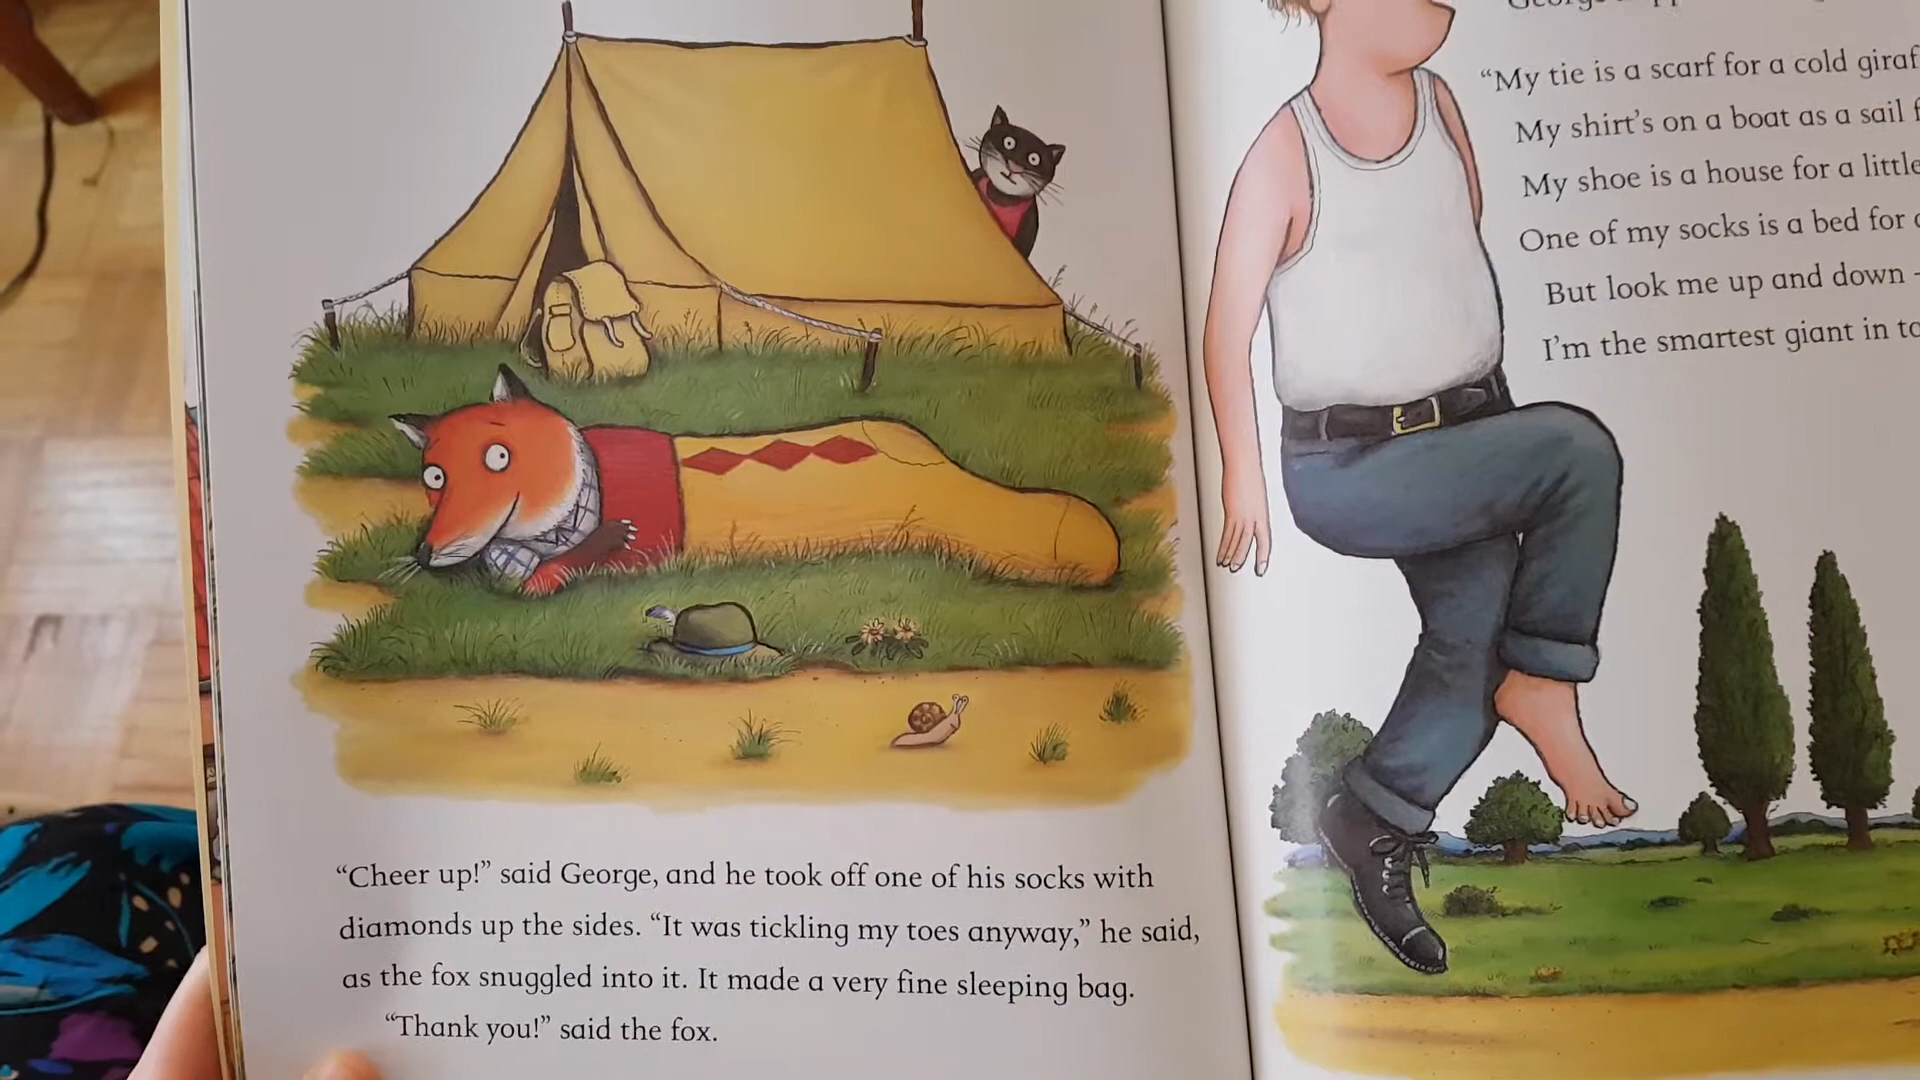 “Cheer up!” said George, and he took off one of his socks with
diamonds up the sides. “It was tickling my toes anyway,” he said,
as the fox snuggled into it. It made a very fine sleeping bag.
“Thank you!” said the fox.
“My tie is a scarf for a cold
My shirt’s on a boat as a sail
My shoe is a house for a little
One of my socks is a bed for
But look me up and down –
I’m the smartest giant in